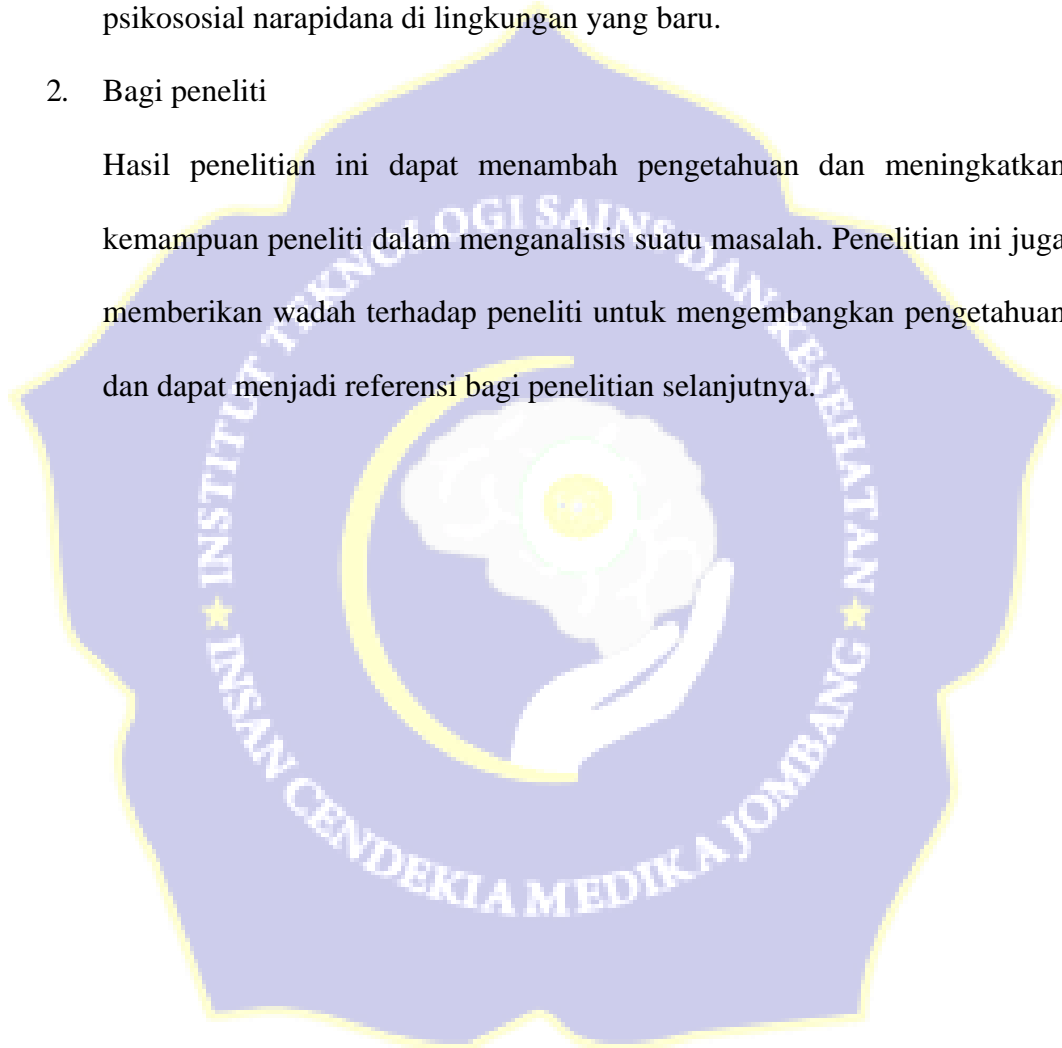 psikososial narapidana di lingkungan yang baru.
2. Bagi peneliti
Hasil penelitian ini dapat menambah pengetahuan dan meningkatkan
kemampuan peneliti dalam menganalisis suatu masalah. Penelitian ini juga
memberikan wadah terhadap peneliti untuk mengembangkan pengetahuan
dan dapat menjadi referensi bagi penelitian selanjutnya.
INSTITUT TEKNOLOGI SAINS DAN KESEHATAN
INSAN CENDEKIA MEDIKA JOMBANG